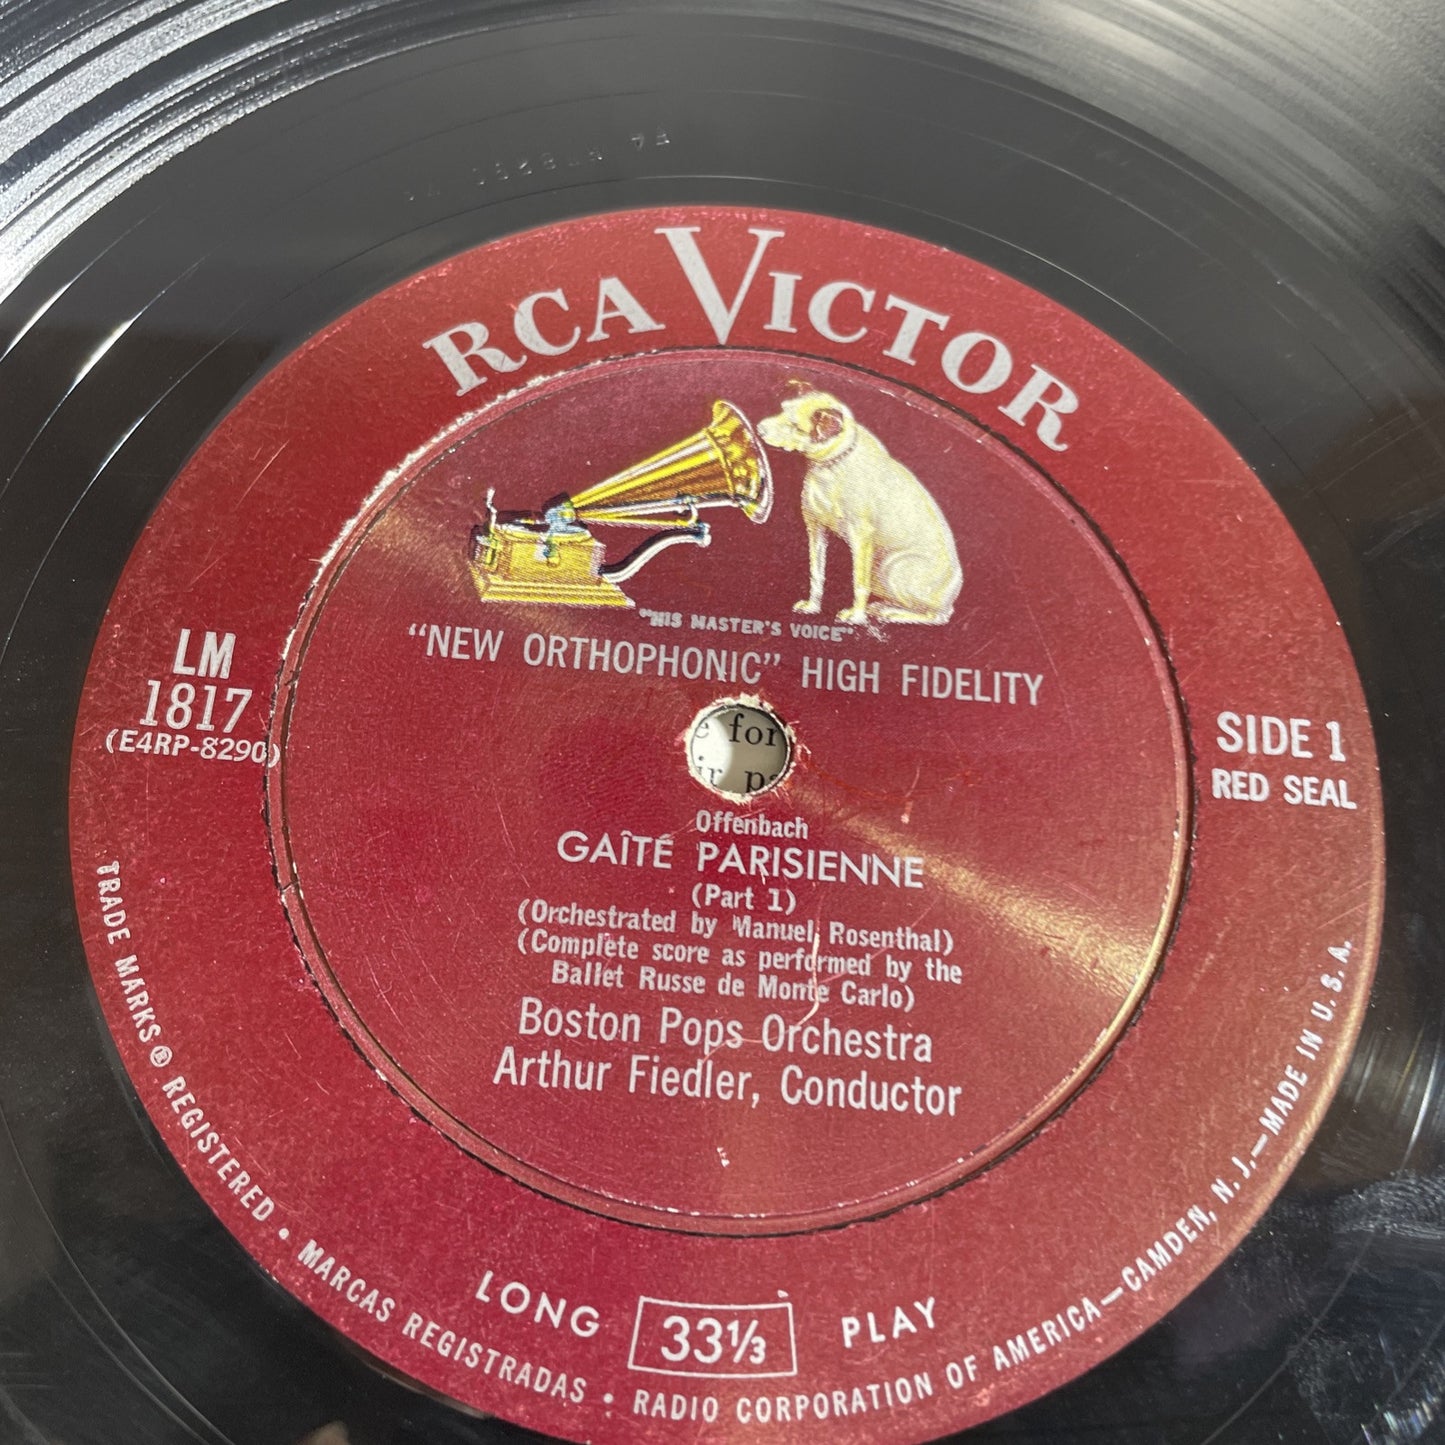 RCA VICTOR
"HIS MASTER'S VOICE"
"NEW ORTHOPHONIC" HIGH FIDELITY
LM
1817
(E4RP-8290)
SIDE 1
RED SEAL
e for
ir pa
Offenbach
GAÎTÉ PARISIENNE
(Part 1)
(Orchestrated by Manuel Rosenthal)
(Complete score as performed by the
Ballet Russe de Monte Carlo)
Boston Pops Orchestra
Arthur Fiedler, Conductor
LONG 33⅓ PLAY
TRADE MARKS ® REGISTERED • MARCAS REGISTRADAS • RADIO CORPORATION OF AMERICA—CAMDEN, N. J.—MADE IN U. S. A.